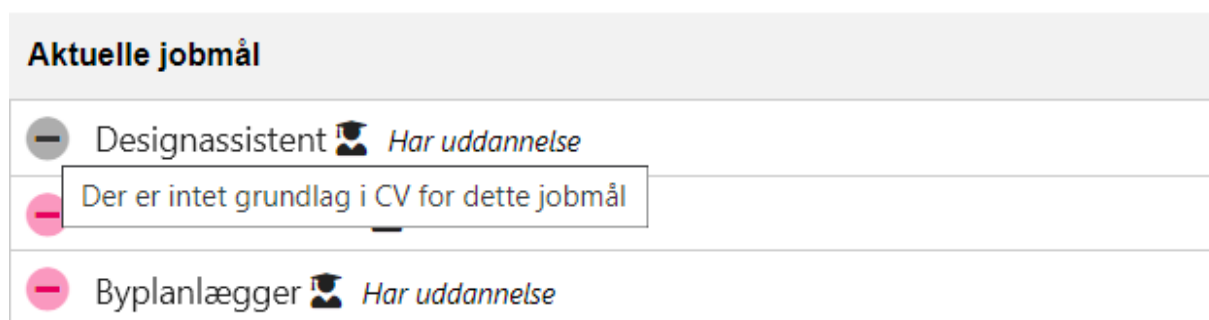 Aktuelle jobmål
Designassistent Har uddannelse
Der er intet grundlag i CV for dette jobmål
Byplanlægger Har uddannelse